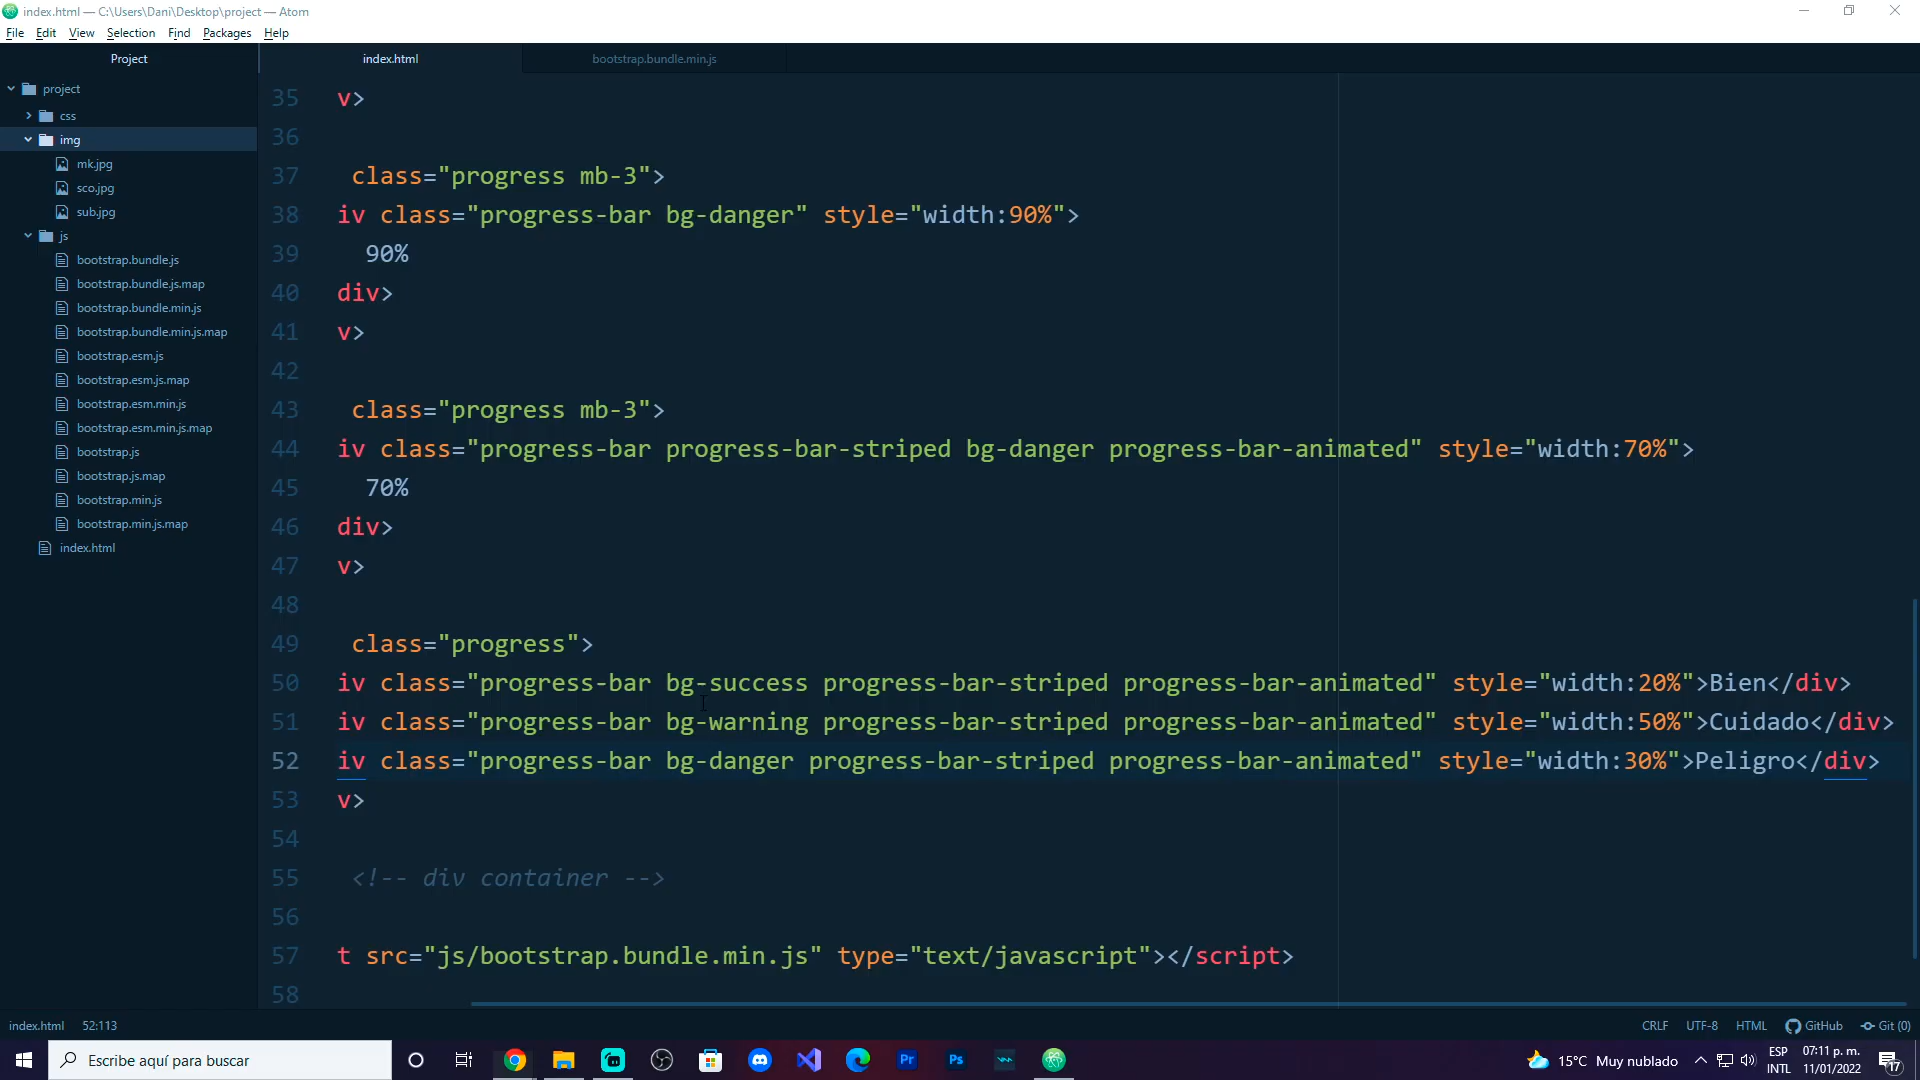 index.html — C:\Users\Dani\Desktop\project — Atom
File Edit View Selection Find Packages Help
Project
index.html
bootstrap.bundle.min.js
project
css
img
mk.jpg
sco.jpg
sub.jpg
js
bootstrap.bundle.js
bootstrap.bundle.js.map
bootstrap.bundle.min.js
bootstrap.bundle.min.js.map
bootstrap.esm.js
bootstrap.esm.js.map
bootstrap.esm.min.js
bootstrap.esm.min.js.map
bootstrap.js
bootstrap.js.map
bootstrap.min.js
bootstrap.min.js.map
index.html
35 v>
36
37 class="progress mb-3">
38 iv class="progress-bar bg-danger" style="width:90%">
39 90%
40 div>
41 v>
42
43 class="progress mb-3">
44 iv class="progress-bar progress-bar-striped bg-danger progress-bar-animated" style="width:70%">
45 70%
46 div>
47 v>
48
49 class="progress">
50 iv class="progress-bar bg-success progress-bar-striped progress-bar-animated" style="width:20%">Bien</div>
51 iv class="progress-bar bg-warning progress-bar-striped progress-bar-animated" style="width:50%">Cuidado</div>
52 iv class="progress-bar bg-danger progress-bar-striped progress-bar-animated" style="width:30%">Peligro</div>
53 v>
54
55 <!-- div container -->
56
57 t src="js/bootstrap.bundle.min.js" type="text/javascript"></script>
58
index.html 52:113 CRLF UTF-8 HTML GitHub Git (0)
Escribe aquí para buscar
Pr
Ps
15°C Muy nublado
ESP
INTL
07:11 p. m.
11/01/2022
17